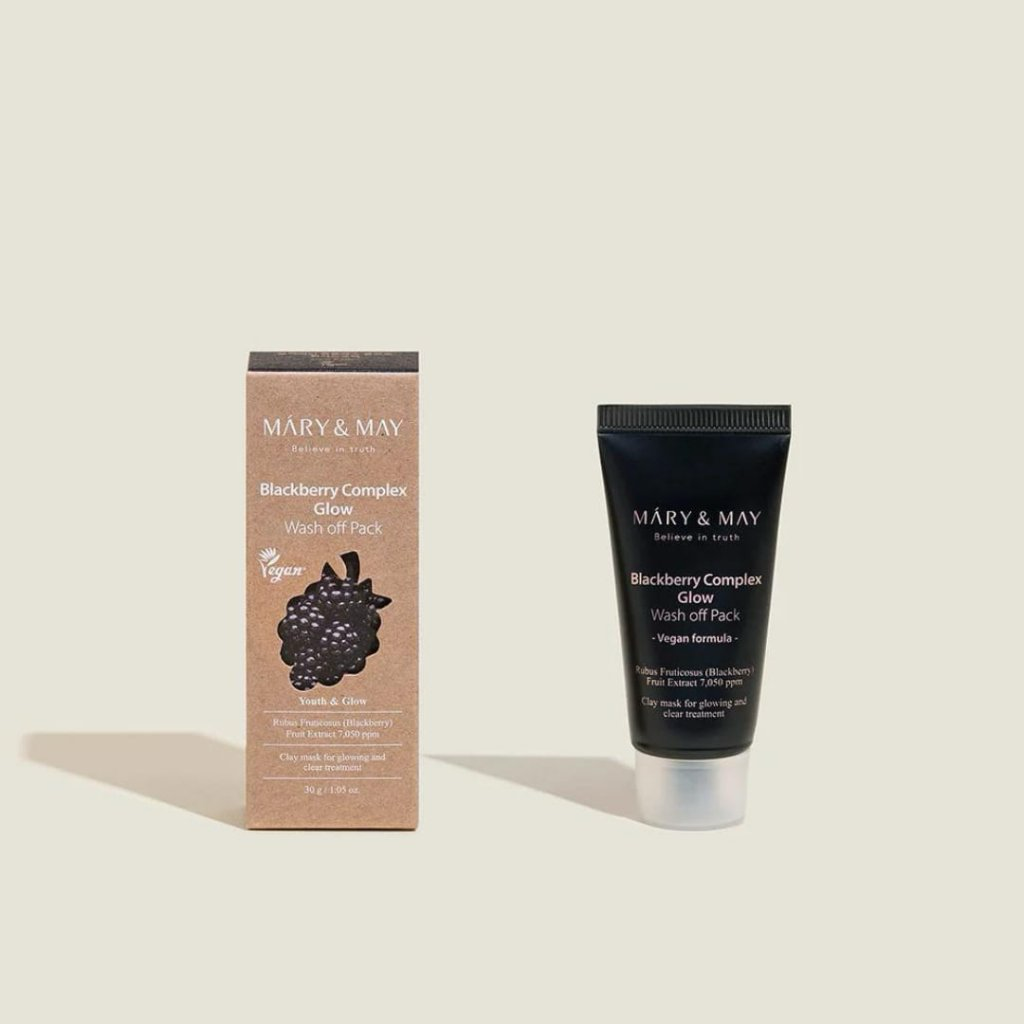 MÁRY & MAY
Believe in truth
Blackberry Complex
Glow
Wash off Pack
Vegan
Youth & Glow
Rubus Fruticosus (Blackberry)
Fruit Extract 7,050 ppm
Clay mask for glowing and
clear treatment
30 g / 1.05 oz.
MÁRY & MAY
Believe in truth
Blackberry Complex
Glow
Wash off Pack
- Vegan formula -
Rubus Fruticosus (Blackberry)
Fruit Extract 7,050 ppm
Clay mask for glowing and
clear treatment